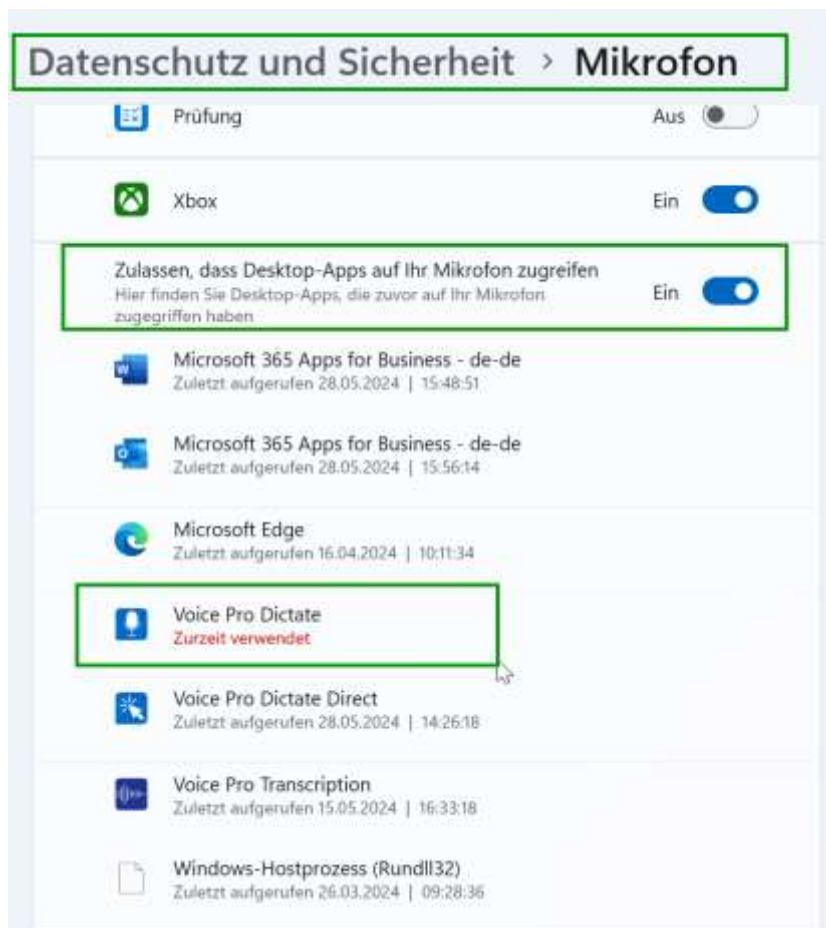 Datenschutz und Sicherheit > Mikrofon
Prüfung Aus
Xbox Ein
Zulassen, dass Desktop-Apps auf Ihr Mikrofon zugreifen
Hier finden Sie Desktop-Apps, die zuvor auf Ihr Mikrofon Ein
zugegriffen haben
Microsoft 365 Apps for Business - de-de
Zuletzt aufgerufen 28.05.2024 | 15:48:51
Microsoft 365 Apps for Business - de-de
Zuletzt aufgerufen 28.05.2024 | 15:56:14
Microsoft Edge
Zuletzt aufgerufen 16.04.2024 | 10:11:34
Voice Pro Dictate
Zurzeit verwendet
Voice Pro Dictate Direct
Zuletzt aufgerufen 28.05.2024 | 14:26:18
Voice Pro Transcription
Zuletzt aufgerufen 15.05.2024 | 16:33:18
Windows-Hostprozess (Rundll32)
Zuletzt aufgerufen 26.03.2024 | 09:28:36